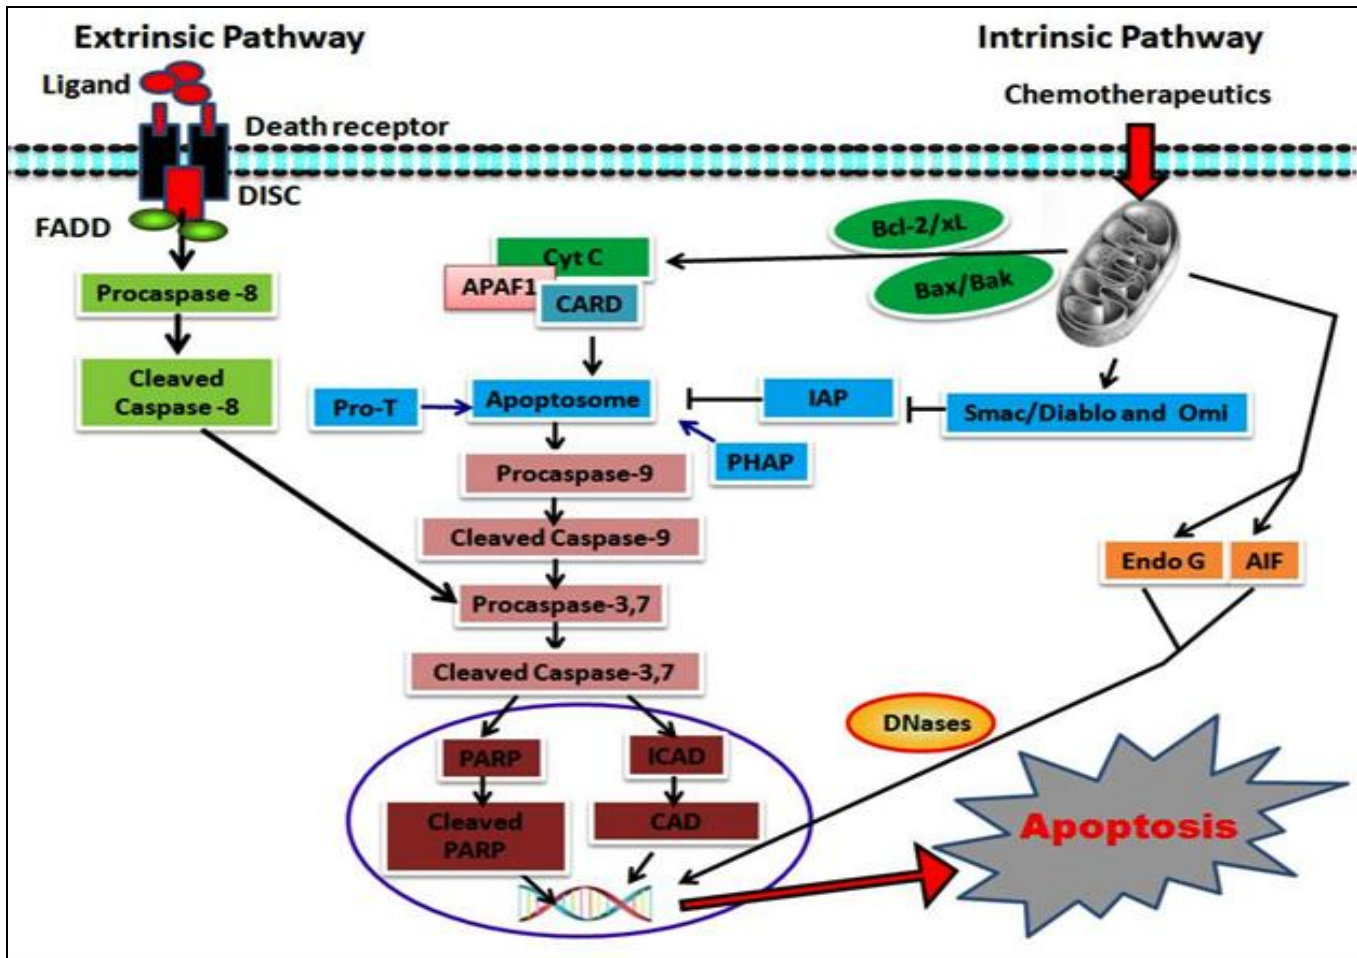 Extrinsic Pathway
Intrinsic Pathway
Ligand
Chemotherapeutics
Death receptor
DISC
FADD
Bcl-2/xL
Cyt C
APAF1
CARD
Bax/Bak
Procaspase -8
Cleaved
Caspase -8
Pro-T
Apoptosome
IAP
Smac/Diablo and Omi
PHAP
Procaspase-9
Cleaved Caspase-9
Endo G
AIF
Procaspase-3,7
Cleaved Caspase-3,7
DNases
PARP
ICAD
Cleaved
PARP
CAD
Apoptosis